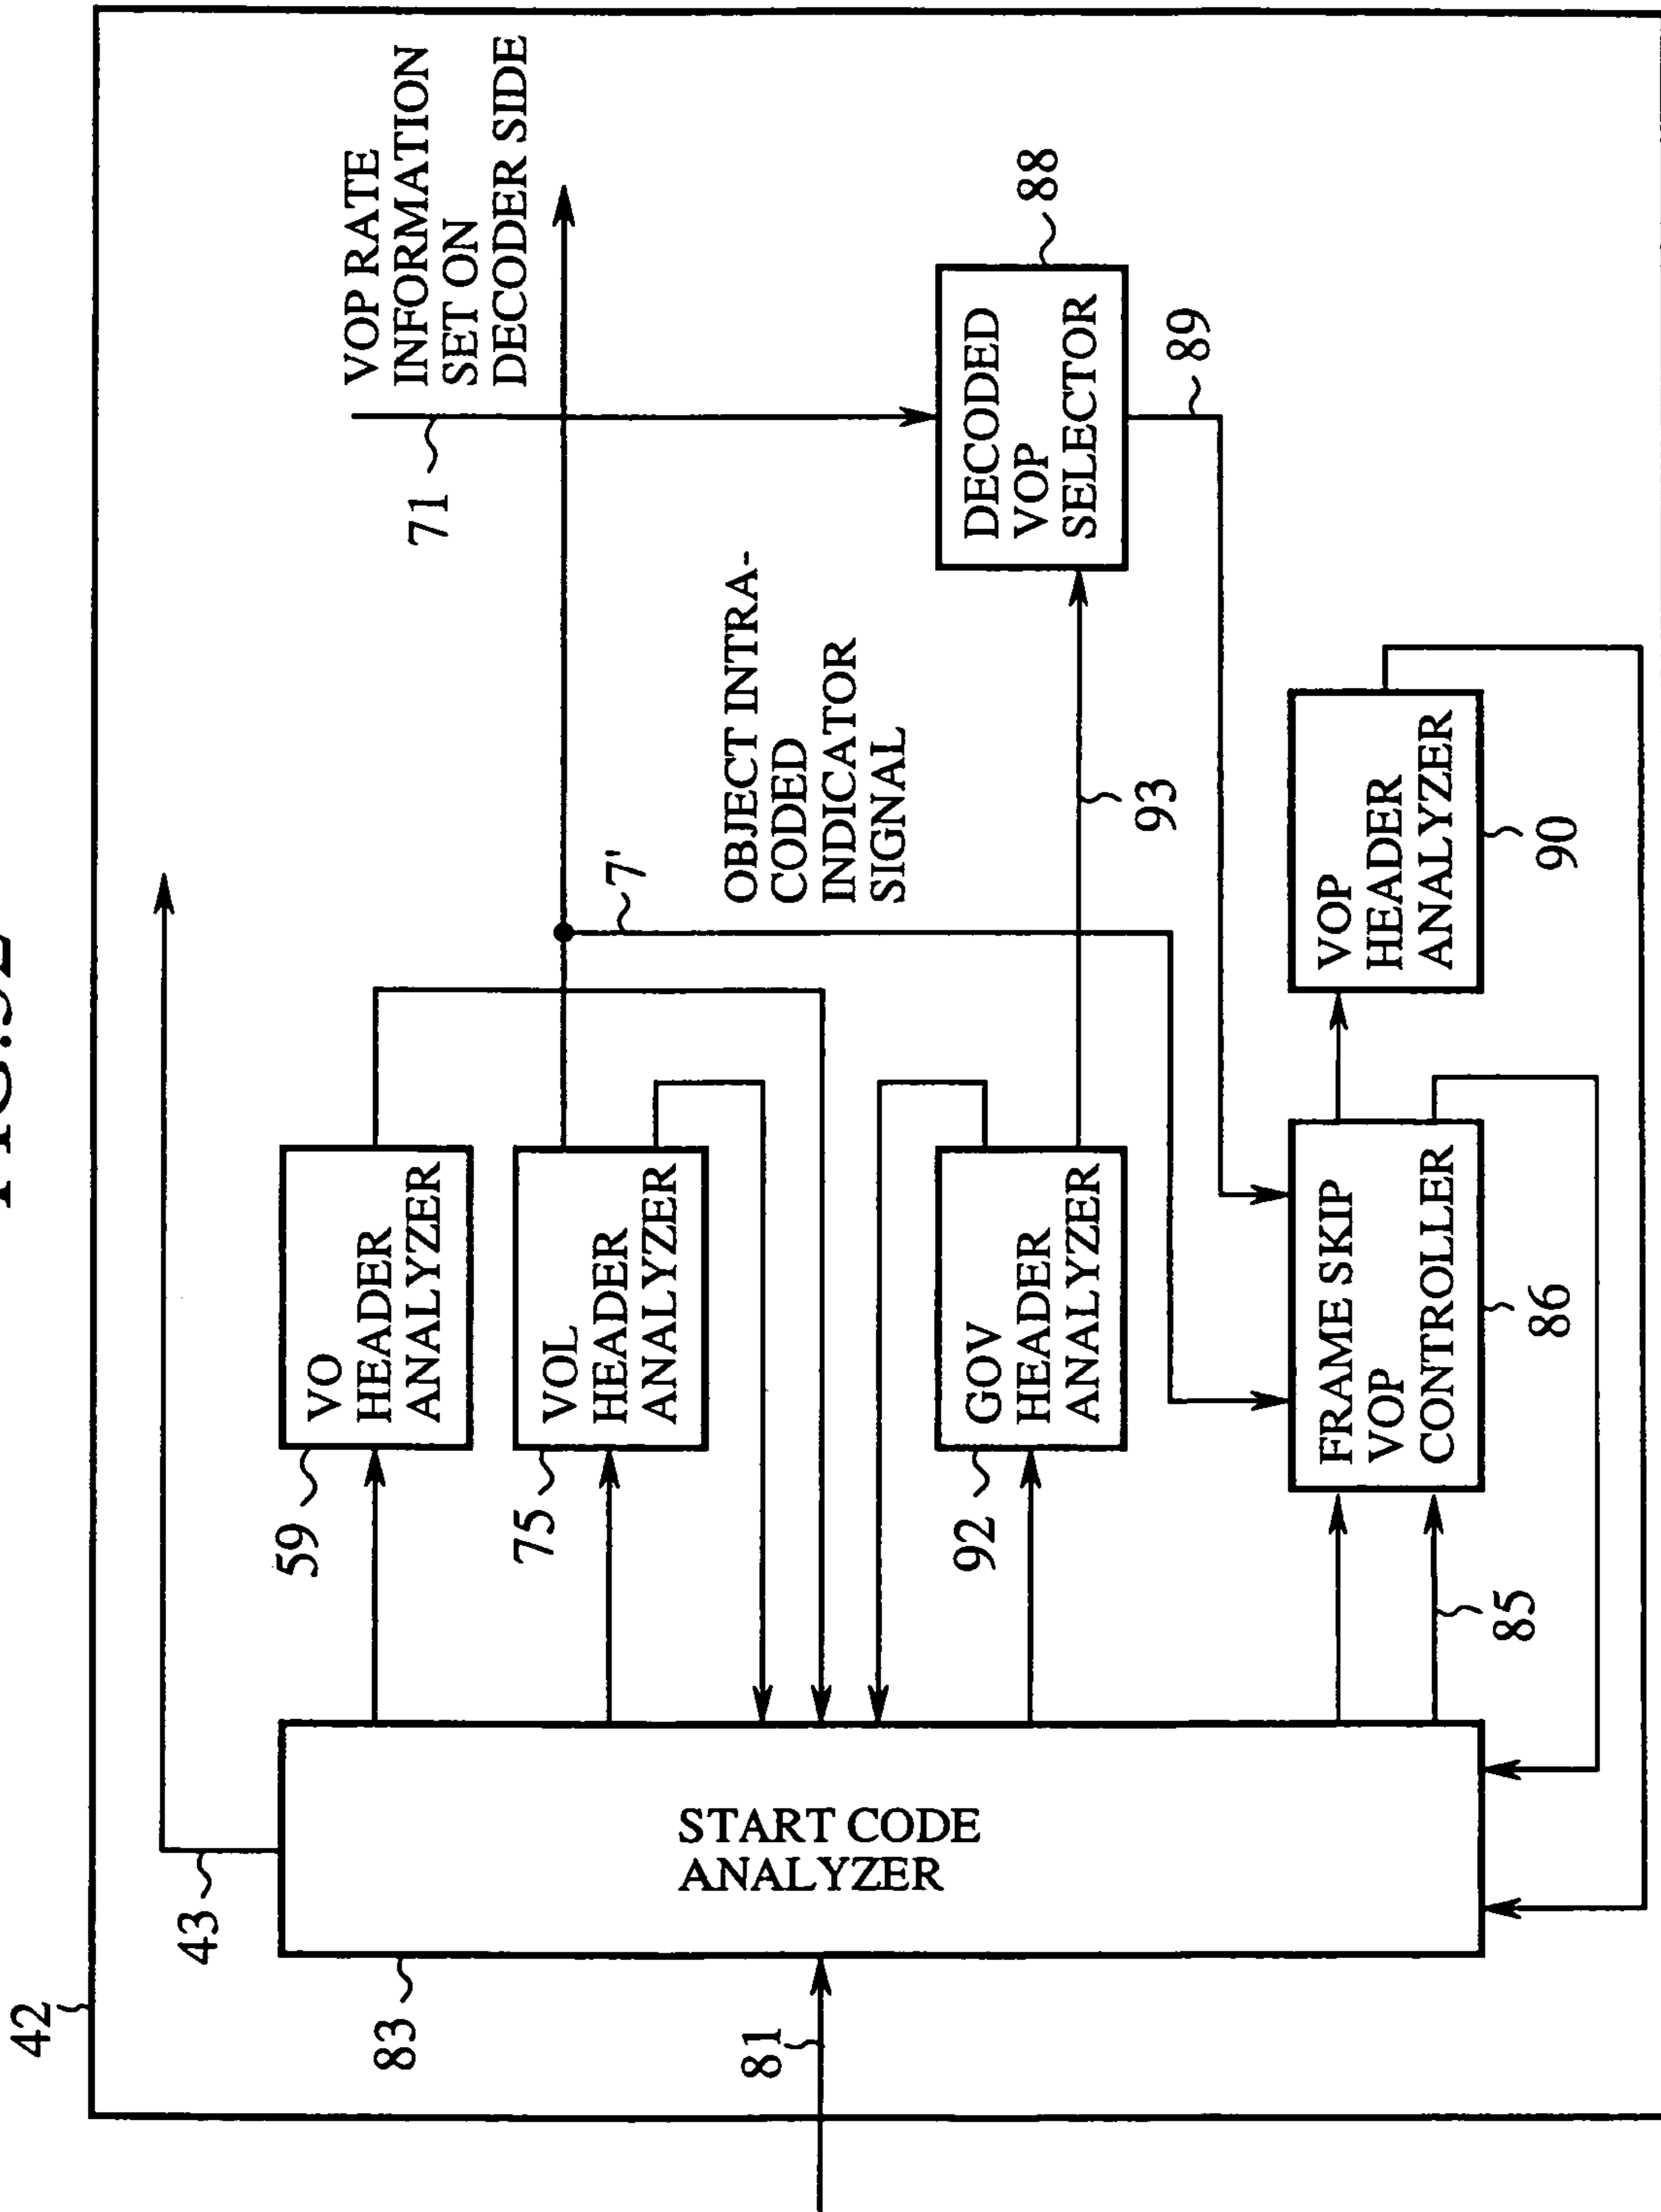 42
83
43
81
START CODE
ANALYZER
59
VO
HEADER
ANALYZER
75
VOL
HEADER
ANALYZER
92
GOV
HEADER
ANALYZER
85
FRAME SKIP
VOP
CONTROLLER
86
7'
OBJECT INTRA-
CODED
INDICATOR
SIGNAL
93
VOP
HEADER
ANALYZER
90
VOP RATE
INFORMATION
SET ON
DECODER SIDE
71
DECODED
VOP
SELECTOR
88
89